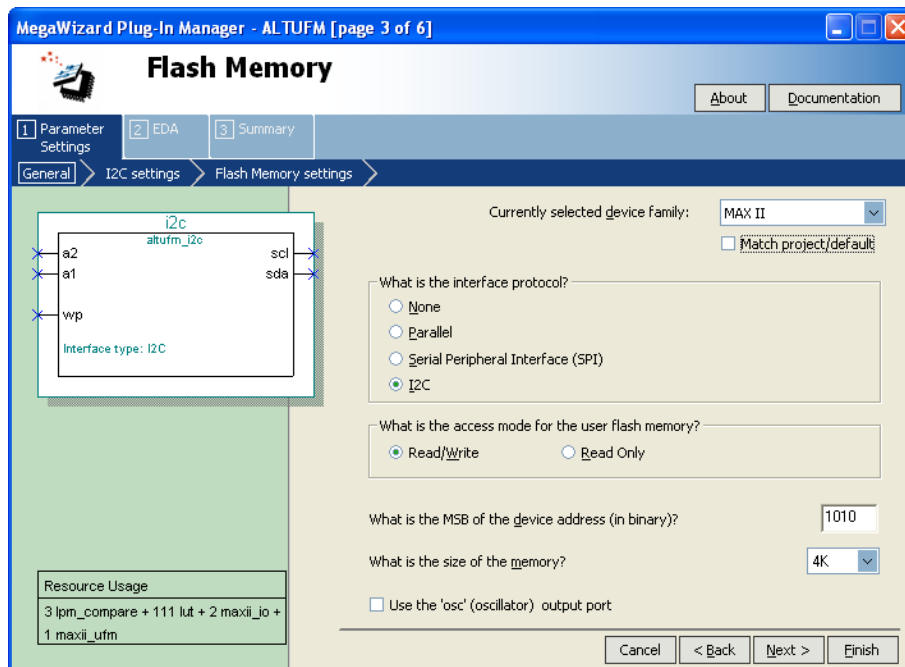 MegaWizard Plug-In Manager - ALTUFM [page 3 of 6]
Flash Memory
About
Documentation
1 Parameter Settings
2 EDA
3 Summary
General
I2C settings
Flash Memory settings
i2c
altufm_i2c
a2
scl
a1
sda
wp
Interface type: I2C
Currently selected device family:
MAX II
Match project/default
What is the interface protocol?
None
Parallel
Serial Peripheral Interface (SPI)
I2C
What is the access mode for the user flash memory?
Read/Write
Read Only
What is the MSB of the device address (in binary)?
1010
What is the size of the memory?
4K
Use the 'osc' (oscillator) output port
Resource Usage
3 lpm_compare + 111 lut + 2 maxii_io +
1 maxii_ufm
Cancel
< Back
Next >
Finish